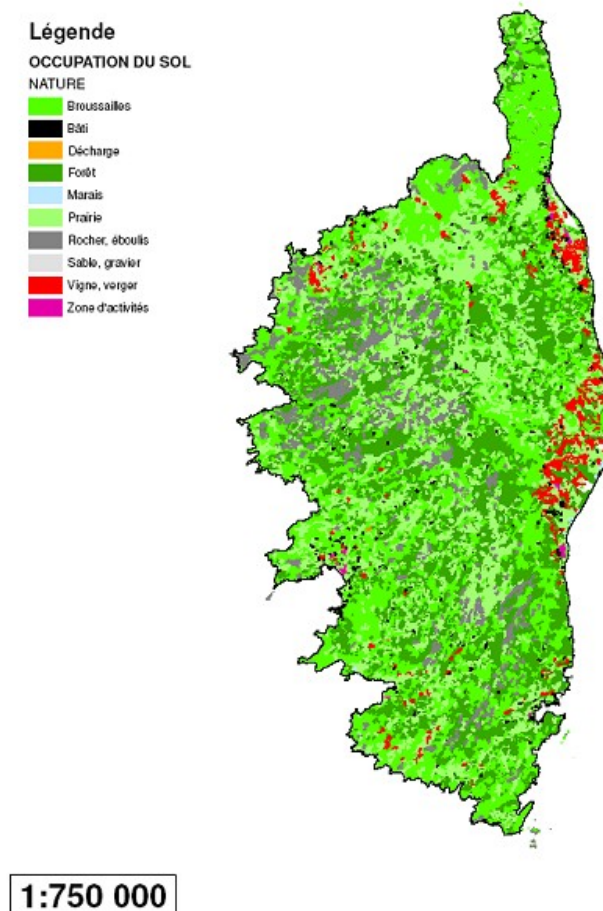 Légende
OCCUPATION DU SOL
NATURE
Broussailles
Bâti
Décharge
Forêt
Marais
Prairie
Rocher, éboulis
Sable, gravier
Vigne, verger
Zone d'activités
1:750 000